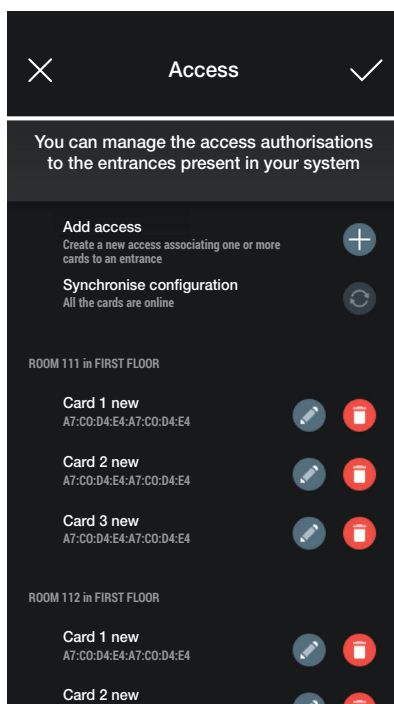 Access
You can manage the access authorisations
to the entrances present in your system
Add access
Create a new access associating one or more
cards to an entrance
Synchronise configuration
All the cards are online
ROOM 111 in FIRST FLOOR
Card 1 new
A7:C0:D4:E4:A7:C0:D4:E4
Card 2 new
A7:C0:D4:E4:A7:C0:D4:E4
Card 3 new
A7:C0:D4:E4:A7:C0:D4:E4
ROOM 112 in FIRST FLOOR
Card 1 new
A7:C0:D4:E4:A7:C0:D4:E4
Card 2 new